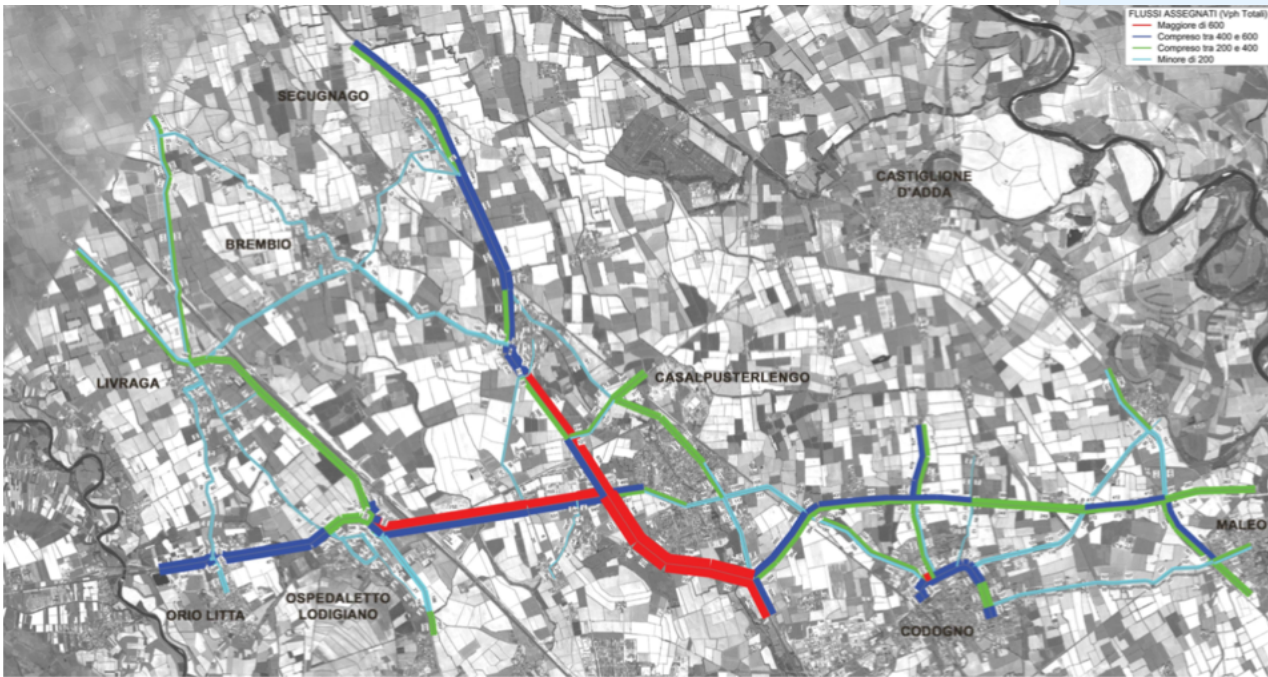 FLUSSI ASSEGNATI (Vph Totali)
Maggiore di 600
Compreso tra 400 e 600
Compreso tra 200 e 400
Minore di 200
SECUGNAGO
CASTIGLIONE
D'ADDA
BREMBIO
LIVRAGA
CASALPUSTERLENGO
MALEO
ORIO LITTA
OSPEDALETTO
LODIGIANO
CODOGNO